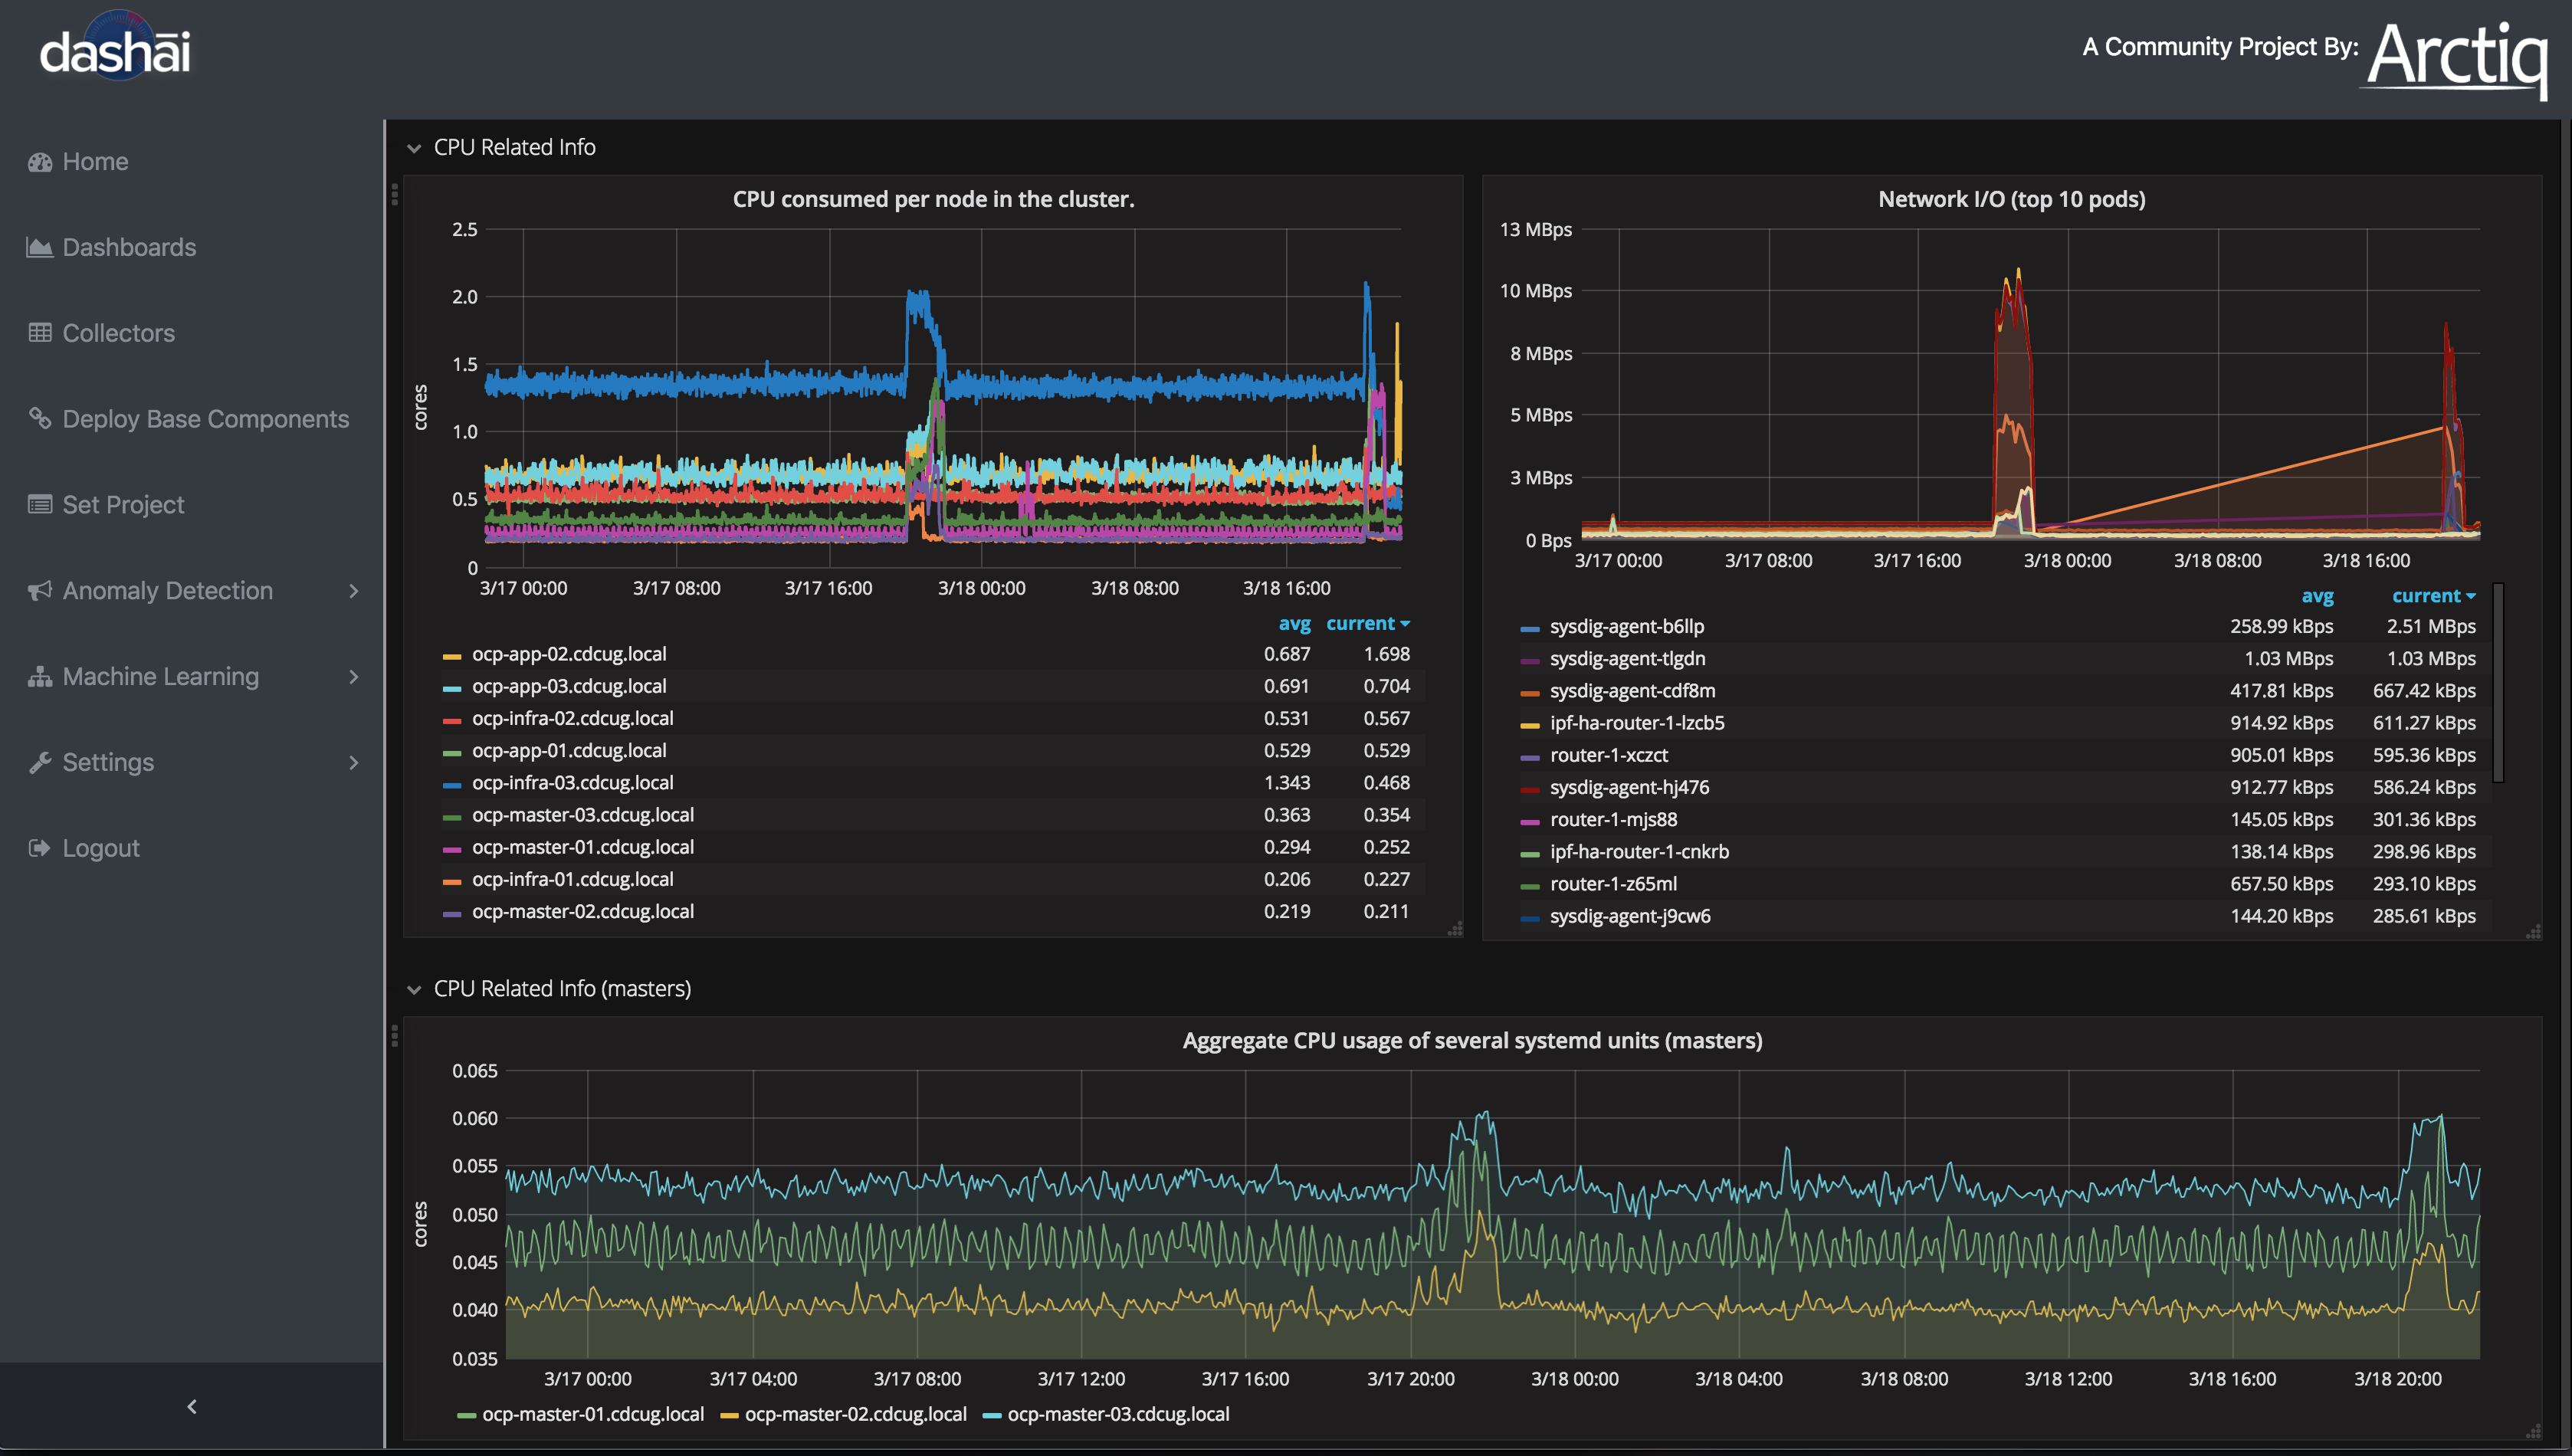 dashāi
A Community Project By: Arctiq
Home
Dashboards
Collectors
Deploy Base Components
Set Project
Anomaly Detection
Machine Learning
Settings
Logout
CPU Related Info
CPU consumed per node in the cluster.
2.5
2.0
1.5
1.0
0.5
0
cores
3/17 00:00 3/17 08:00 3/17 16:00 3/18 00:00 3/18 08:00 3/18 16:00
avg current
ocp-app-02.cdcug.local 0.687 1.698
ocp-app-03.cdcug.local 0.691 0.704
ocp-infra-02.cdcug.local 0.531 0.567
ocp-app-01.cdcug.local 0.529 0.529
ocp-infra-03.cdcug.local 1.343 0.468
ocp-master-03.cdcug.local 0.363 0.354
ocp-master-01.cdcug.local 0.294 0.252
ocp-infra-01.cdcug.local 0.206 0.227
ocp-master-02.cdcug.local 0.219 0.211
Network I/O (top 10 pods)
13 MBps
10 MBps
8 MBps
5 MBps
3 MBps
0 Bps
3/17 00:00 3/17 08:00 3/17 16:00 3/18 00:00 3/18 08:00 3/18 16:00
avg current
sysdig-agent-b6llp 258.99 kBps 2.51 MBps
sysdig-agent-tlgdn 1.03 MBps 1.03 MBps
sysdig-agent-cdf8m 417.81 kBps 667.42 kBps
ipf-ha-router-1-lzcb5 914.92 kBps 611.27 kBps
router-1-xczct 905.01 kBps 595.36 kBps
sysdig-agent-hj476 912.77 kBps 586.24 kBps
router-1-mjs88 145.05 kBps 301.36 kBps
ipf-ha-router-1-cnkrb 138.14 kBps 298.96 kBps
router-1-z65ml 657.50 kBps 293.10 kBps
sysdig-agent-j9cw6 144.20 kBps 285.61 kBps
CPU Related Info (masters)
Aggregate CPU usage of several systemd units (masters)
0.065
0.060
0.055
0.050
0.045
0.040
0.035
cores
3/17 00:00 3/17 04:00 3/17 08:00 3/17 12:00 3/17 16:00 3/17 20:00 3/18 00:00 3/18 04:00 3/18 08:00 3/18 12:00 3/18 16:00 3/18 20:00
ocp-master-01.cdcug.local ocp-master-02.cdcug.local ocp-master-03.cdcug.local